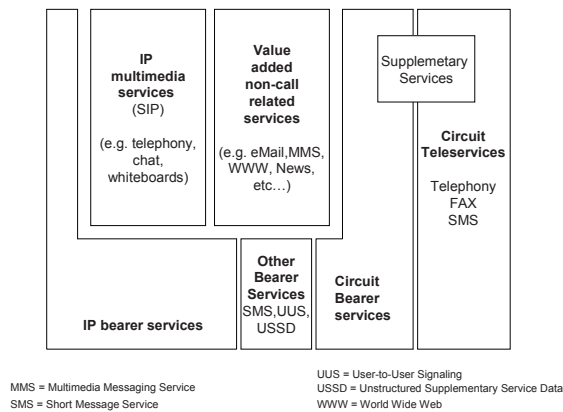 IP
multimedia
services
(SIP)
(e.g. telephony,
chat,
whiteboards)
Value
added
non-call
related
services
(e.g. eMail,MMS,
WWW, News,
etc…)
Supplemetary
Services
Circuit
Teleservices
Telephony
FAX
SMS
IP bearer services
Other
Bearer
Services
SMS,UUS,
USSD
Circuit
Bearer
services
MMS = Multimedia Messaging Service
SMS = Short Message Service
UUS = User-to-User Signaling
USSD = Unstructured Supplementary Service Data
WWW = World Wide Web